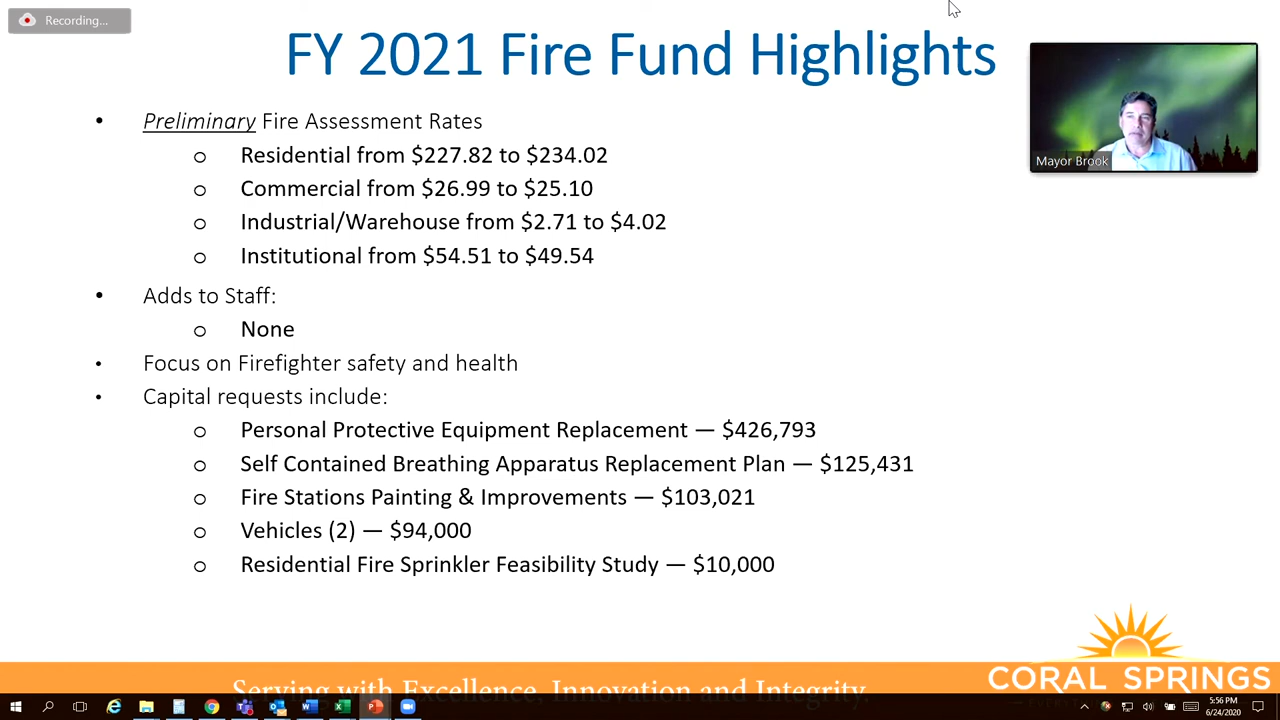 Recording...
FY 2021 Fire Fund Highlights
Mayor Brook
• Preliminary Fire Assessment Rates
o Residential from $227.82 to $234.02
o Commercial from $26.99 to $25.10
o Industrial/Warehouse from $2.71 to $4.02
o Institutional from $54.51 to $49.54
• Adds to Staff:
o None
• Focus on Firefighter safety and health
• Capital requests include:
o Personal Protective Equipment Replacement — $426,793
o Self Contained Breathing Apparatus Replacement Plan — $125,431
o Fire Stations Painting & Improvements — $103,021
o Vehicles (2) — $94,000
o Residential Fire Sprinkler Feasibility Study — $10,000
CORAL SPRINGS
Serving with Excellence, Innovation and Integrity.
5:56 PM
6/24/2020